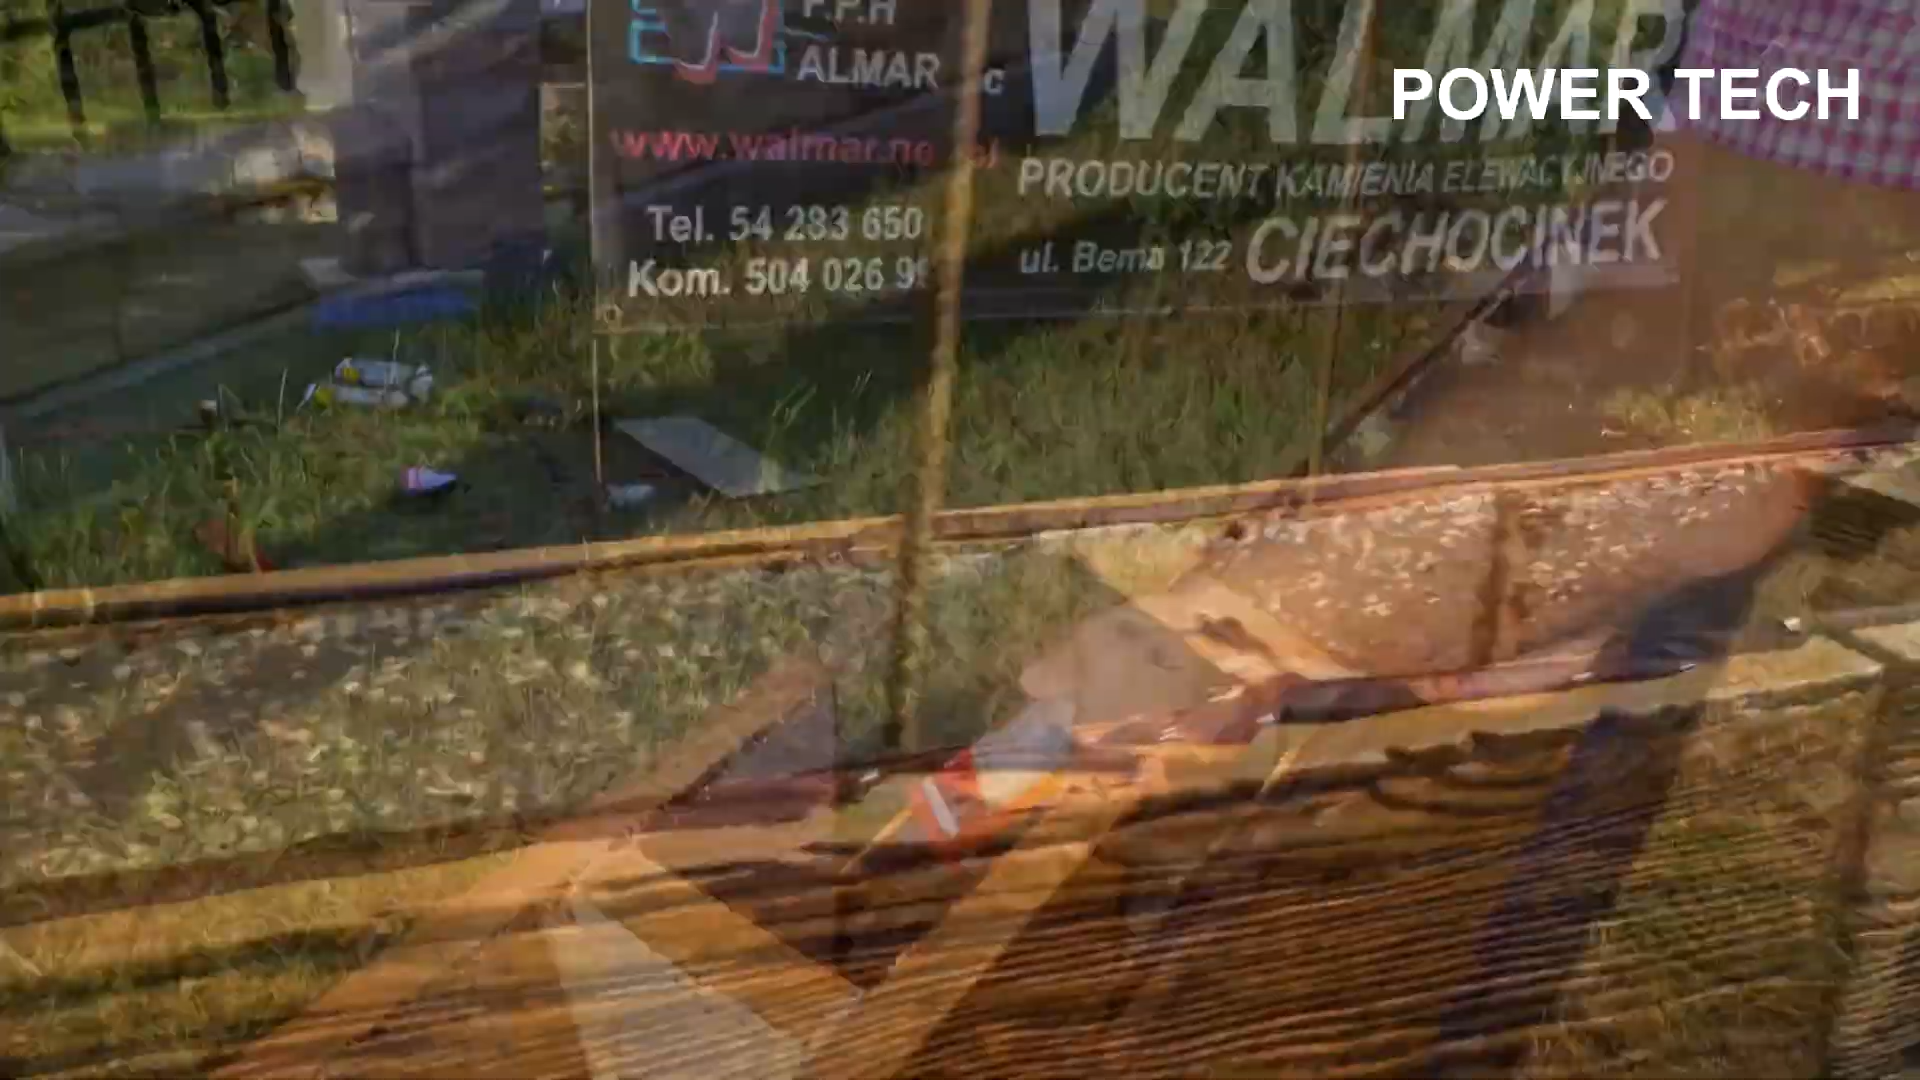 F.P.H
ALMAR
www.walmar.ne
Tel. 54 283 650
Kom. 504 026
WALMAR
PRODUCENT KAMIENIA ELEWACYJNEGO
ul. Bema 122 CIECHOCINEK
POWER TECH